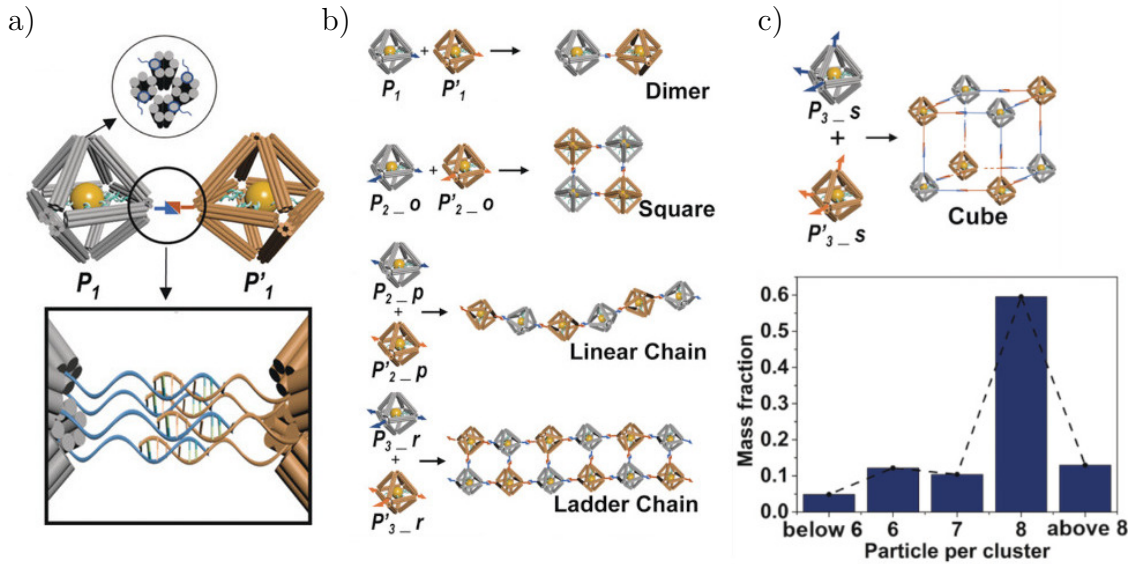 a)
P₁
P'₁
b)
P₁ + P'₁
Dimer
P₂_o + P'₂_o
Square
P₂_p
+
P'₂_p
Linear Chain
P₃_r
+
P'₃_r
Ladder Chain
c)
P₃_s
+
P'₃_s
Cube
Mass fraction
0.6
0.5
0.4
0.3
0.2
0.1
0.0
below 6 6 7 8 above 8
Particle per cluster